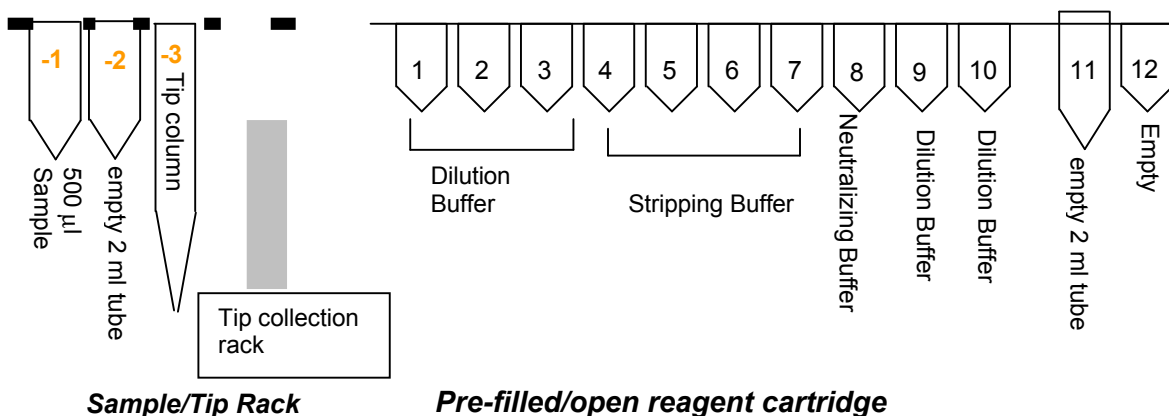 -1
-2
-3
1
2
3
4
5
6
7
8
9
10
11
12
500 µl
Sample
empty 2 ml tube
Tip column
Tip collection
rack
Dilution
Buffer
Stripping Buffer
Neutralizing Buffer
Dilution Buffer
Dilution Buffer
empty 2 ml tube
Empty
Sample/Tip Rack
Pre-filled/open reagent cartridge